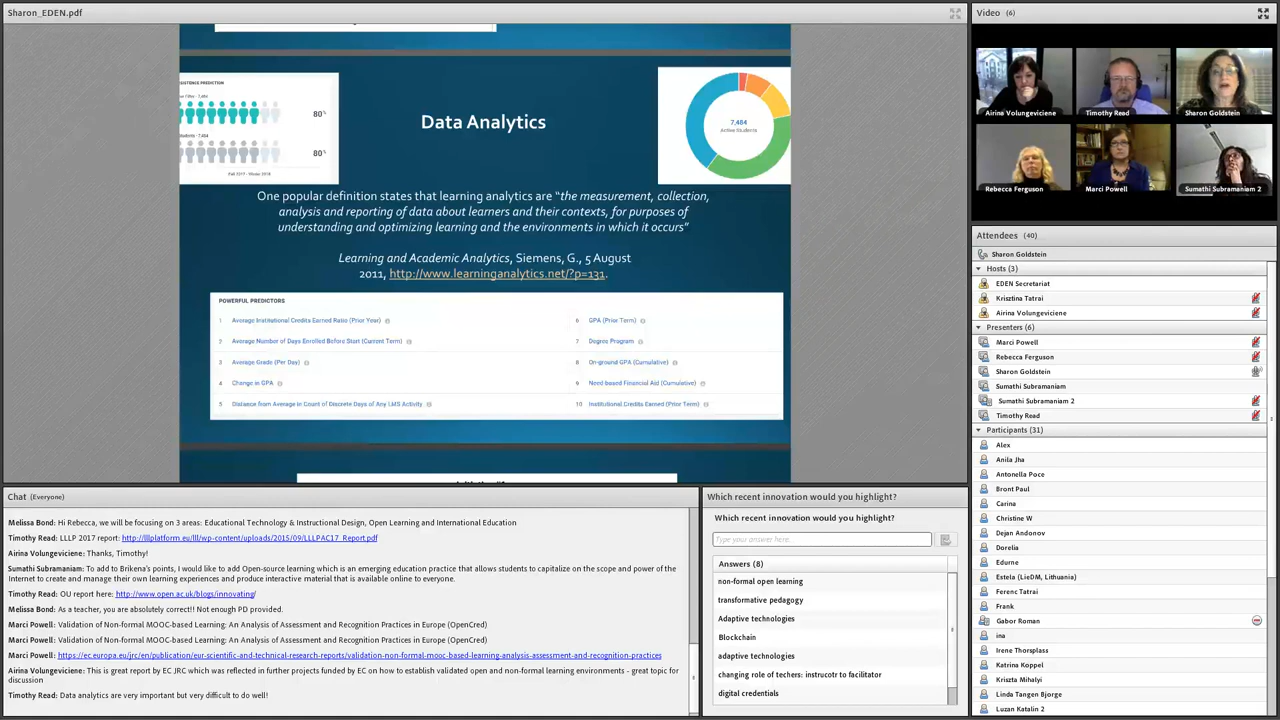 Sharon_EDEN.pdf
SISTENCE PREDICTION
80%
80%
Data Analytics
7,484
Active Students
One popular definition states that learning analytics are "the measurement, collection,
analysis and reporting of data about learners and their contexts, for purposes of
understanding and optimizing learning and the environments in which it occurs"
Learning and Academic Analytics, Siemens, G., 5 August
2011, http://www.learninganalytics.net/?p=131.
POWERFUL PREDICTORS
1 Average Institutional Credits Earned Ratio (Prior Year)
2 Average Number of Days Enrolled Before Start (Current Term)
3 Average Grade (Per Day)
4 Change in GPA
5 Distance from Average in Count of Discrete Days of Any LMS Activity
6 GPA (Prior Term)
7 Degree Program
8 On-ground GPA (Cumulative)
9 Need based Financial Aid (Cumulative)
10 Institutional Credits Earned (Prior Term)
Video (6)
Airina Volungeviciene
Timothy Read
Sharon Goldstein
Rebecca Ferguson
Marci Powell
Sumathi Subramaniam 2
Attendees (40)
Sharon Goldstein
Hosts (3)
EDEN Secretariat
Krisztina Tatrai
Airina Volungeviciene
Presenters (6)
Marci Powell
Rebecca Ferguson
Sharon Goldstein
Sumathi Subramaniam
Sumathi Subramaniam 2
Timothy Read
Participants (31)
Alex
Anila Jha
Antonella Poce
Bront Paul
Carina
Christine W
Dejan Andonov
Dorelia
Edurne
Estela (LieDM, Lithuania)
Ferenc Tatrai
Frank
Gabor Roman
ina
Irene Thorsplass
Katrina Koppel
Kriszta Mihalyi
Linda Tangen Bjorge
Luzan Katalin 2
Chat (Everyone)
Melissa Bond: Hi Rebecca, we will be focusing on 3 areas: Educational Technology & Instructional Design, Open Learning and International Education
Timothy Read: LLLP 2017 report: http://lllplatform.eu/lll/wp-content/uploads/2015/09/LLLPAC17_Report.pdf
Airina Volungeviciene: Thanks, Timothy!
Sumathi Subramaniam: To add to Brikena's points, I would like to add Open-source learning which is an emerging education practice that allows students to capitalize on the scope and power of the
Internet to create and manage their own learning experiences and produce interactive material that is available online to everyone.
Timothy Read: OU report here: http://www.open.ac.uk/blogs/innovating/
Melissa Bond: As a teacher, you are absolutely correct!! Not enough PD provided.
Marci Powell: Validation of Non-formal MOOC-based Learning: An Analysis of Assessment and Recognition Practices in Europe (OpenCred)
Marci Powell: Validation of Non-formal MOOC-based Learning: An Analysis of Assessment and Recognition Practices in Europe (OpenCred)
Marci Powell: https://ec.europa.eu/jrc/en/publication/eur-scientific-and-technical-research-reports/validation-non-formal-mooc-based-learning-analysis-assessment-and-recognition-practices
Airina Volungeviciene: This is great report by EC JRC which was reflected in further projects funded by EC on how to establish validated open and non-formal learning environments - great topic for
discussion
Timothy Read: Data analytics are very important but very difficult to do well!
Which recent innovation would you highlight?
Which recent innovation would you highlight?
Type your answer here.
Answers (8)
non-formal open learning
transformative pedagogy
Adaptive technologies
Blockchain
adaptive technologies
changing role of techers: instrucotr to facilitator
digital credentials